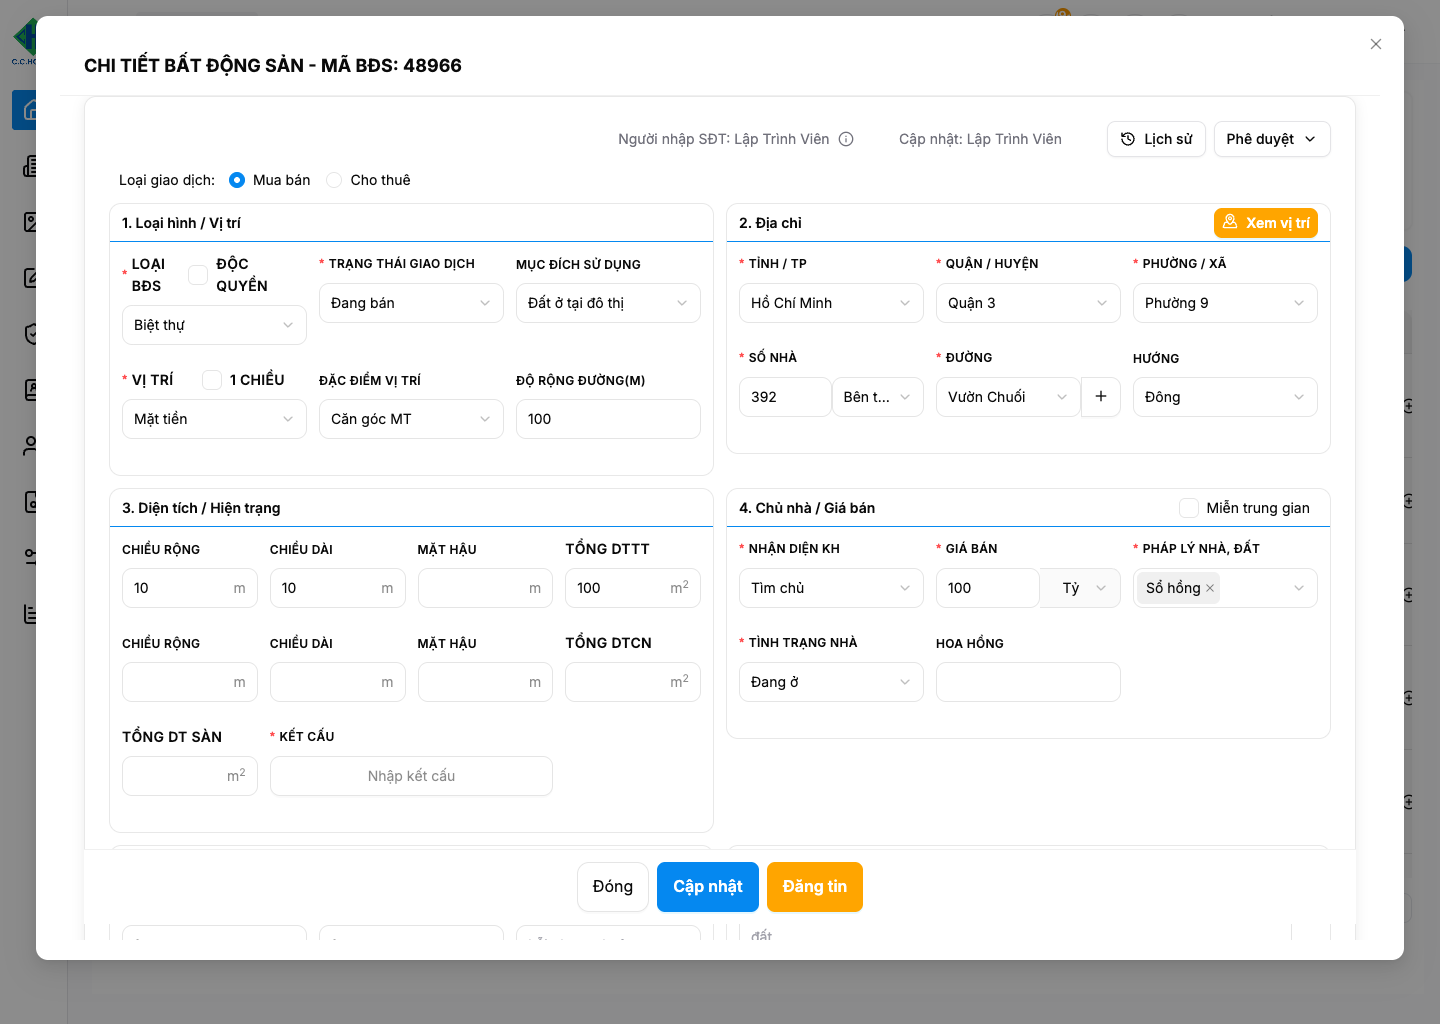 CHI TIẾT BẤT ĐỘNG SẢN - MÃ BĐS: 48966
Người nhập SĐT: Lập Trình Viên
Cập nhật: Lập Trình Viên
Lịch sử
Phê duyệt
Loại giao dịch:
Mua bán
Cho thuê
1. Loại hình / Vị trí
* LOẠI BĐS
ĐỘC QUYỀN
Biệt thự
* TRẠNG THÁI GIAO DỊCH
Đang bán
MỤC ĐÍCH SỬ DỤNG
Đất ở tại đô thị
* VỊ TRÍ
1 CHIỀU
Mặt tiền
ĐẶC ĐIỂM VỊ TRÍ
Căn góc MT
ĐỘ RỘNG ĐƯỜNG(M)
100
2. Địa chỉ
Xem vị trí
* TỈNH / TP
Hồ Chí Minh
* QUẬN / HUYỆN
Quận 3
* PHƯỜNG / XÃ
Phường 9
* SỐ NHÀ
392
Bên t...
* ĐƯỜNG
Vườn Chuối
+
HƯỚNG
Đông
3. Diện tích / Hiện trạng
CHIỀU RỘNG
10 m
CHIỀU DÀI
10 m
MẶT HẬU
m
TỔNG DTTT
100 m²
CHIỀU RỘNG
m
CHIỀU DÀI
m
MẶT HẬU
m
TỔNG DTCN
m²
TỔNG DT SÀN
m²
* KẾT CẤU
Nhập kết cấu
4. Chủ nhà / Giá bán
Miễn trung gian
* NHẬN DIỆN KH
Tìm chủ
* GIÁ BÁN
100
Tỷ
* PHÁP LÝ NHÀ, ĐẤT
Sổ hồng
* TÌNH TRẠNG NHÀ
Đang ở
HOA HỒNG
Đóng
Cập nhật
Đăng tin
đất